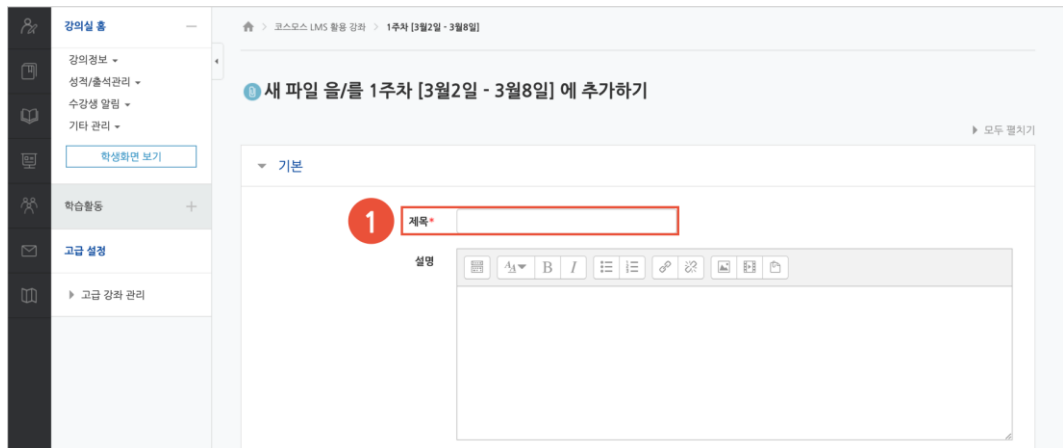 강의실 홈
코스모스 LMS 활용 강좌 > 1주차 [3월2일 - 3월8일]
강의정보
성적/출석관리
수강생 알림
기타 관리
학생화면 보기
학습활동
고급 설정
고급 강좌 관리
새 파일 을/를 1주차 [3월2일 - 3월8일] 에 추가하기
모두 펼치기
기본
1 제목*
설명
B I